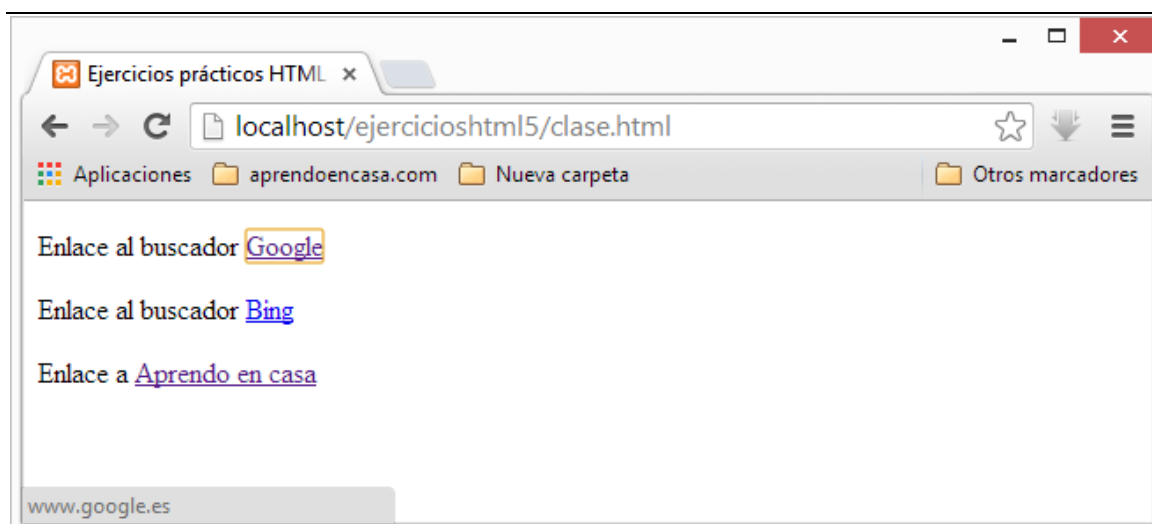 Ejercicios prácticos HTML
localhost/ejercicioshtml5/clase.html
Aplicaciones aprendoencasa.com Nueva carpeta Otros marcadores
Enlace al buscador Google
Enlace al buscador Bing
Enlace a Aprendo en casa
www.google.es